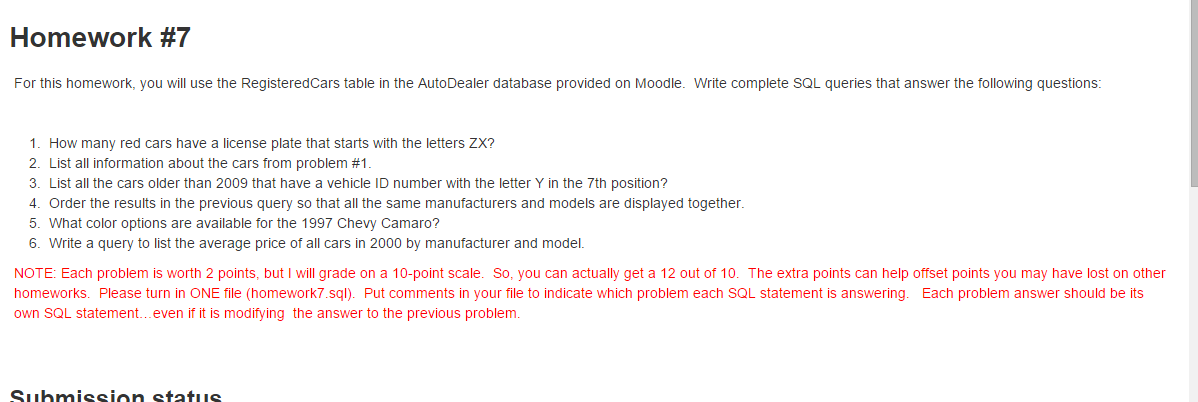 Homework #7
For this homework, you will use the RegisteredCars table in the AutoDealer database provided on Moodle.  Write complete SQL queries that answer the following questions:
1. How many red cars have a license plate that starts with the letters ZX?
2. List all information about the cars from problem #1.
3. List all the cars older than 2009 that have a vehicle ID number with the letter Y in the 7th position?
4. Order the results in the previous query so that all the same manufacturers and models are displayed together.
5. What color options are available for the 1997 Chevy Camaro?
6. Write a query to list the average price of all cars in 2000 by manufacturer and model.
NOTE: Each problem is worth 2 points, but I will grade on a 10-point scale.  So, you can actually get a 12 out of 10.  The extra points can help offset points you may have lost on other
homeworks.  Please turn in ONE file (homework7.sql).  Put comments in your file to indicate which problem each SQL statement is answering.   Each problem answer should be its
own SQL statement…even if it is modifying  the answer to the previous problem.
Submission status